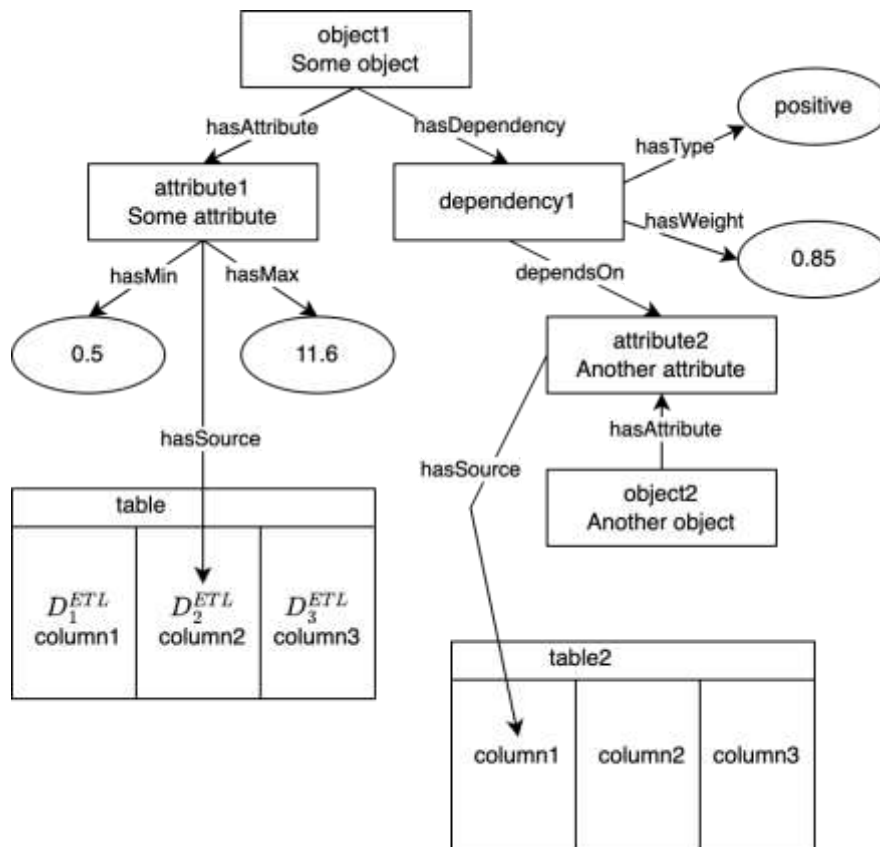 object1
Some object
positive
hasAttribute
hasDependency
hasType
attribute1
Some attribute
dependency1
hasWeight
0.85
hasMin
hasMax
dependsOn
0.5
11.6
attribute2
Another attribute
hasAttribute
hasSource
hasSource
object2
Another object
table
D_1^{ETL} D_2^{ETL} D_3^{ETL}
column1 column2 column3
table2
column1 column2 column3